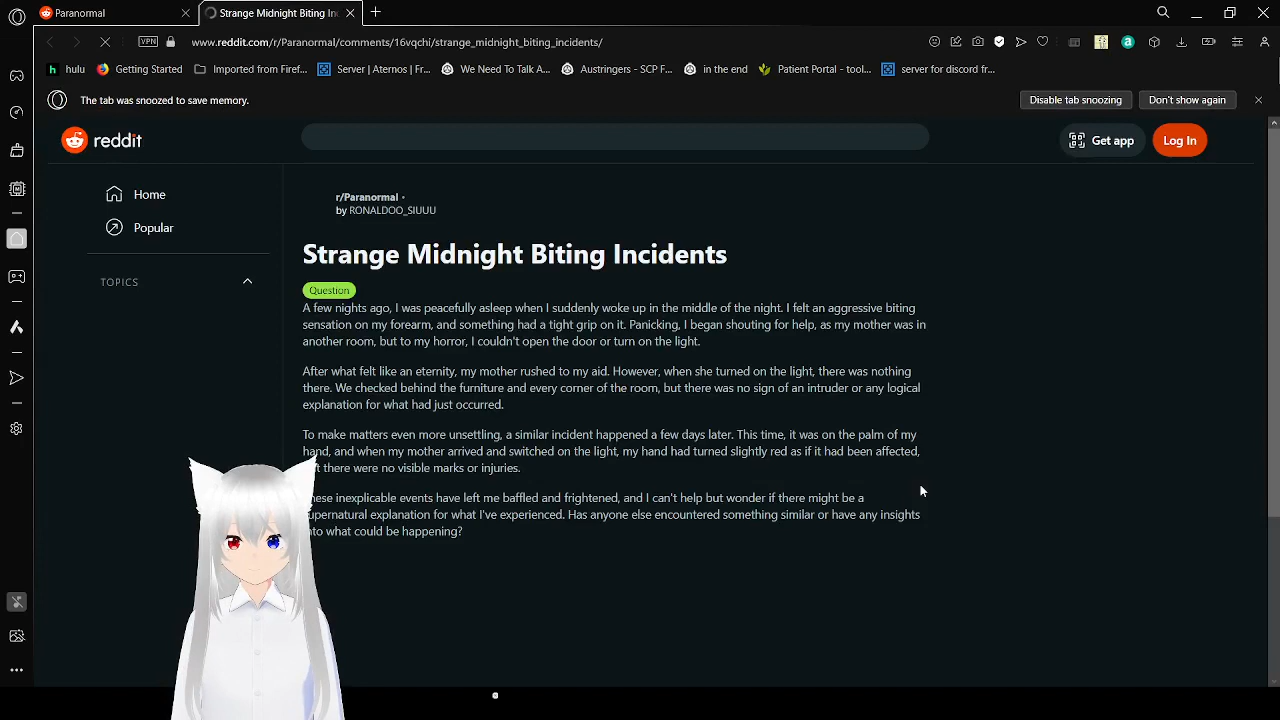 Paranormal
Strange Midnight Biting In
VPN
www.reddit.com/r/Paranormal/comments/16vqchi/strange_midnight_biting_incidents/
hulu
Getting Started
Imported from Firef...
Server | Aternos | Fr...
We Need To Talk A...
Austringers - SCP F...
in the end
Patient Portal - tool...
server for discord fr...
The tab was snoozed to save memory.
Disable tab snoozing
Don't show again
reddit
Get app
Log In
Home
Popular
TOPICS
r/Paranormal •
by RONALDOO_SIUUU
Strange Midnight Biting Incidents
Question
A few nights ago, I was peacefully asleep when I suddenly woke up in the middle of the night. I felt an aggressive biting
sensation on my forearm, and something had a tight grip on it. Panicking, I began shouting for help, as my mother was in
another room, but to my horror, I couldn't open the door or turn on the light.
After what felt like an eternity, my mother rushed to my aid. However, when she turned on the light, there was nothing
there. We checked behind the furniture and every corner of the room, but there was no sign of an intruder or any logical
explanation for what had just occurred.
To make matters even more unsettling, a similar incident happened a few days later. This time, it was on the palm of my
hand, and when my mother arrived and switched on the light, my hand had turned slightly red as if it had been affected,
there were no visible marks or injuries.
hese inexplicable events have left me baffled and frightened, and I can't help but wonder if there might be a
upernatural explanation for what I've experienced. Has anyone else encountered something similar or have any insights
nto what could be happening?